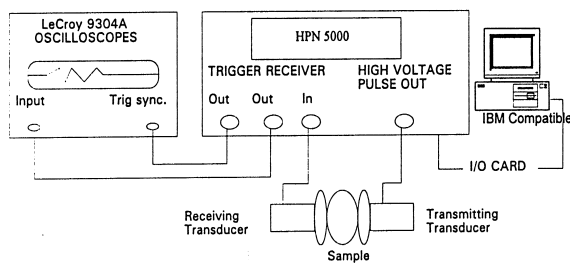 LeCroy 9304A
OSCILLOSCOPES
Input
Trig sync.
HPN 5000
TRIGGER RECEIVER
HIGH VOLTAGE
PULSE OUT
Out
Out
In
IBM Compatible
I/O CARD
Receiving
Transducer
Transmitting
Transducer
Sample